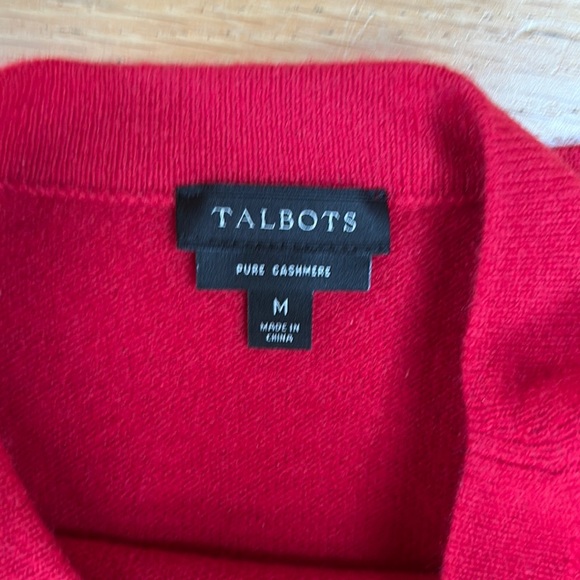 TALBOTS
PURE CASHMERE
M
MADE IN
CHINA